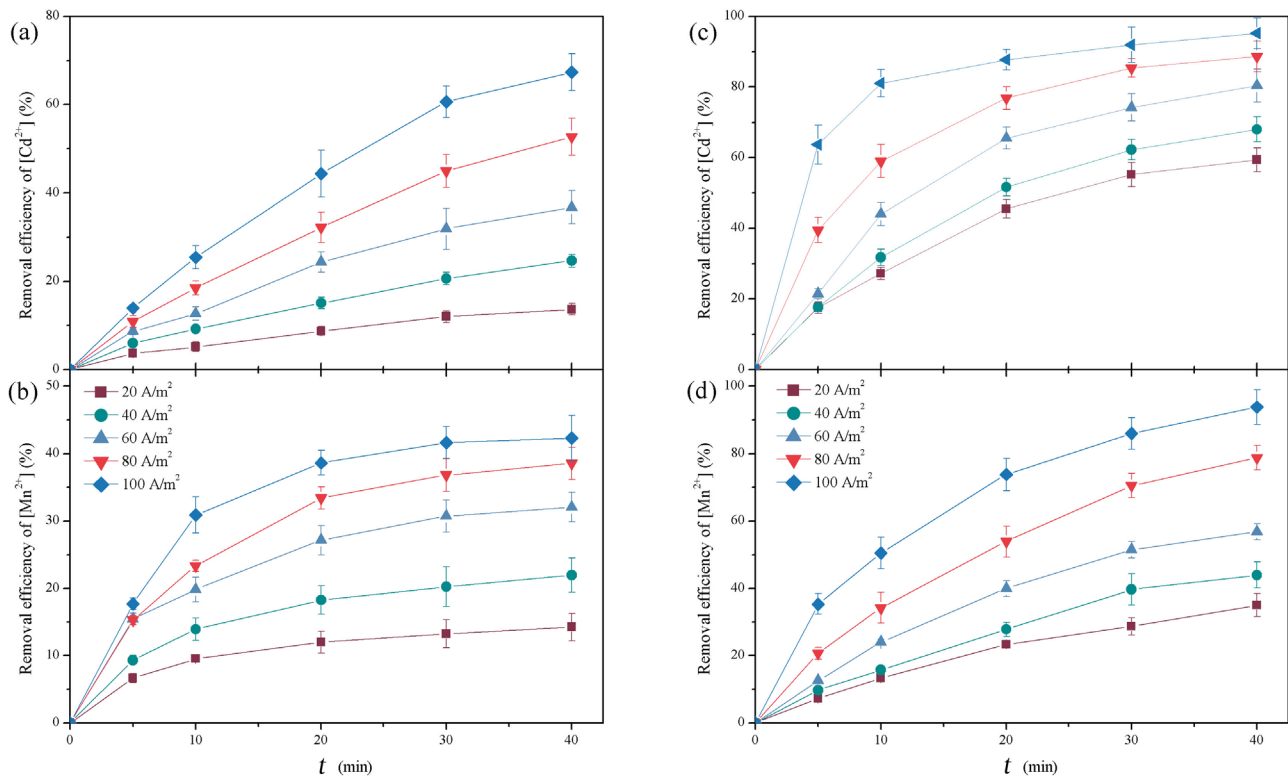 (a)
Removal efficiency of [Cd²⁺] (%)
80
60
40
20
0
(b)
Removal efficiency of [Mn²⁺] (%)
50
40
30
20
10
0
20 A/m²
40 A/m²
60 A/m²
80 A/m²
100 A/m²
0 10 20 30 40
t (min)
(c)
Removal efficiency of [Cd²⁺] (%)
100
80
60
40
20
0
(d)
Removal efficiency of [Mn²⁺] (%)
100
80
60
40
20
0
20 A/m²
40 A/m²
60 A/m²
80 A/m²
100 A/m²
0 10 20 30 40
t (min)